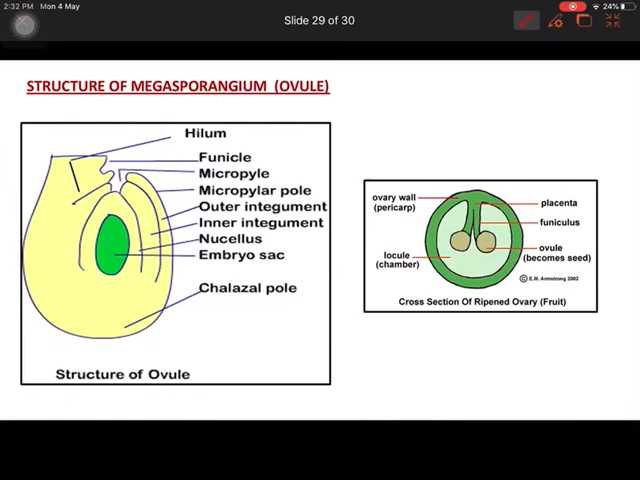 2:32 PM Mon 4 May
24%
Slide 29 of 30
STRUCTURE OF MEGASPORANGIUM (OVULE)
Hilum
Funicle
Micropyle
Micropylar pole
Outer integument
Inner integument
Nucellus
Embryo sac
Chalazal pole
Structure of Ovule
ovary wall
(pericarp)
locule
(chamber)
placenta
funiculus
ovule
(becomes seed)
© E.M. Armstrong 2002
Cross Section Of Ripened Ovary (Fruit)